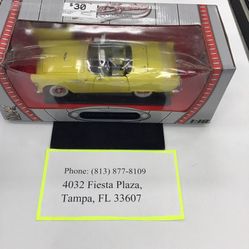 $30
Phone: (813) 877-8109
4032 Fiesta Plaza,
Tampa, FL 33607